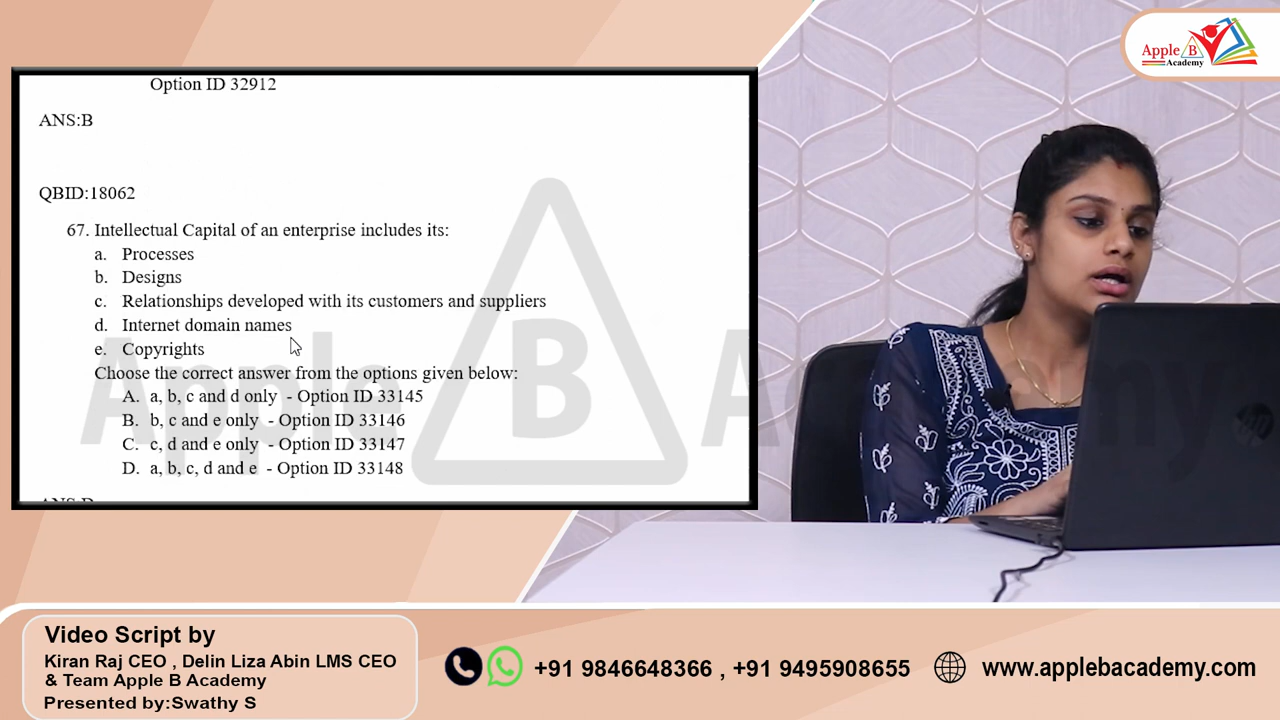 Option ID 32912
ANS:B
QBID:18062
67. Intellectual Capital of an enterprise includes its:
a. Processes
b. Designs
c. Relationships developed with its customers and suppliers
d. Internet domain names
e. Copyrights
Choose the correct answer from the options given below:
A. a, b, c and d only - Option ID 33145
B. b, c and e only - Option ID 33146
C. c, d and e only - Option ID 33147
D. a, b, c, d and e - Option ID 33148
Apple B Academy
Apple B
Academy
Video Script by
Kiran Raj CEO , Delin Liza Abin LMS CEO
& Team Apple B Academy
Presented by:Swathy S
+91 9846648366 , +91 9495908655
www.applebacademy.com